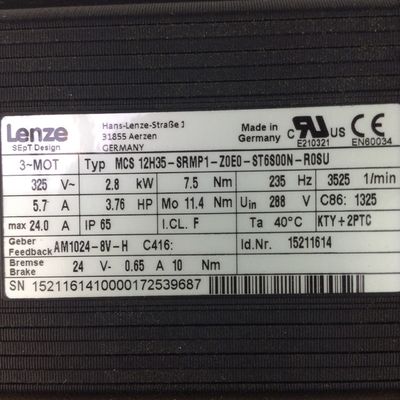 Lenze
SEpT Design
Hans-Lenze-Straße 1
31855 Aerzen
GERMANY
Made in
Germany
c RU us CE
E210321 EN60034
3~MOT Typ MCS 12H35-SRMP1-Z0E0-ST6S00N-R0SU
325 V~ 2.8 kW 7.5 Nm 235 Hz 3525 1/min
5.7 A 3.76 HP Mo 11.4 Nm Uin 288 V C86: 1325
max 24.0 A IP 65 I.CL. F Ta 40°C KTY+2PTC
Geber
Feedback AM1024-8V-H C416: Id.Nr. 15211614
Bremse
Brake 24 V- 0.65 A 10 Nm
SN 1521161410000172539687